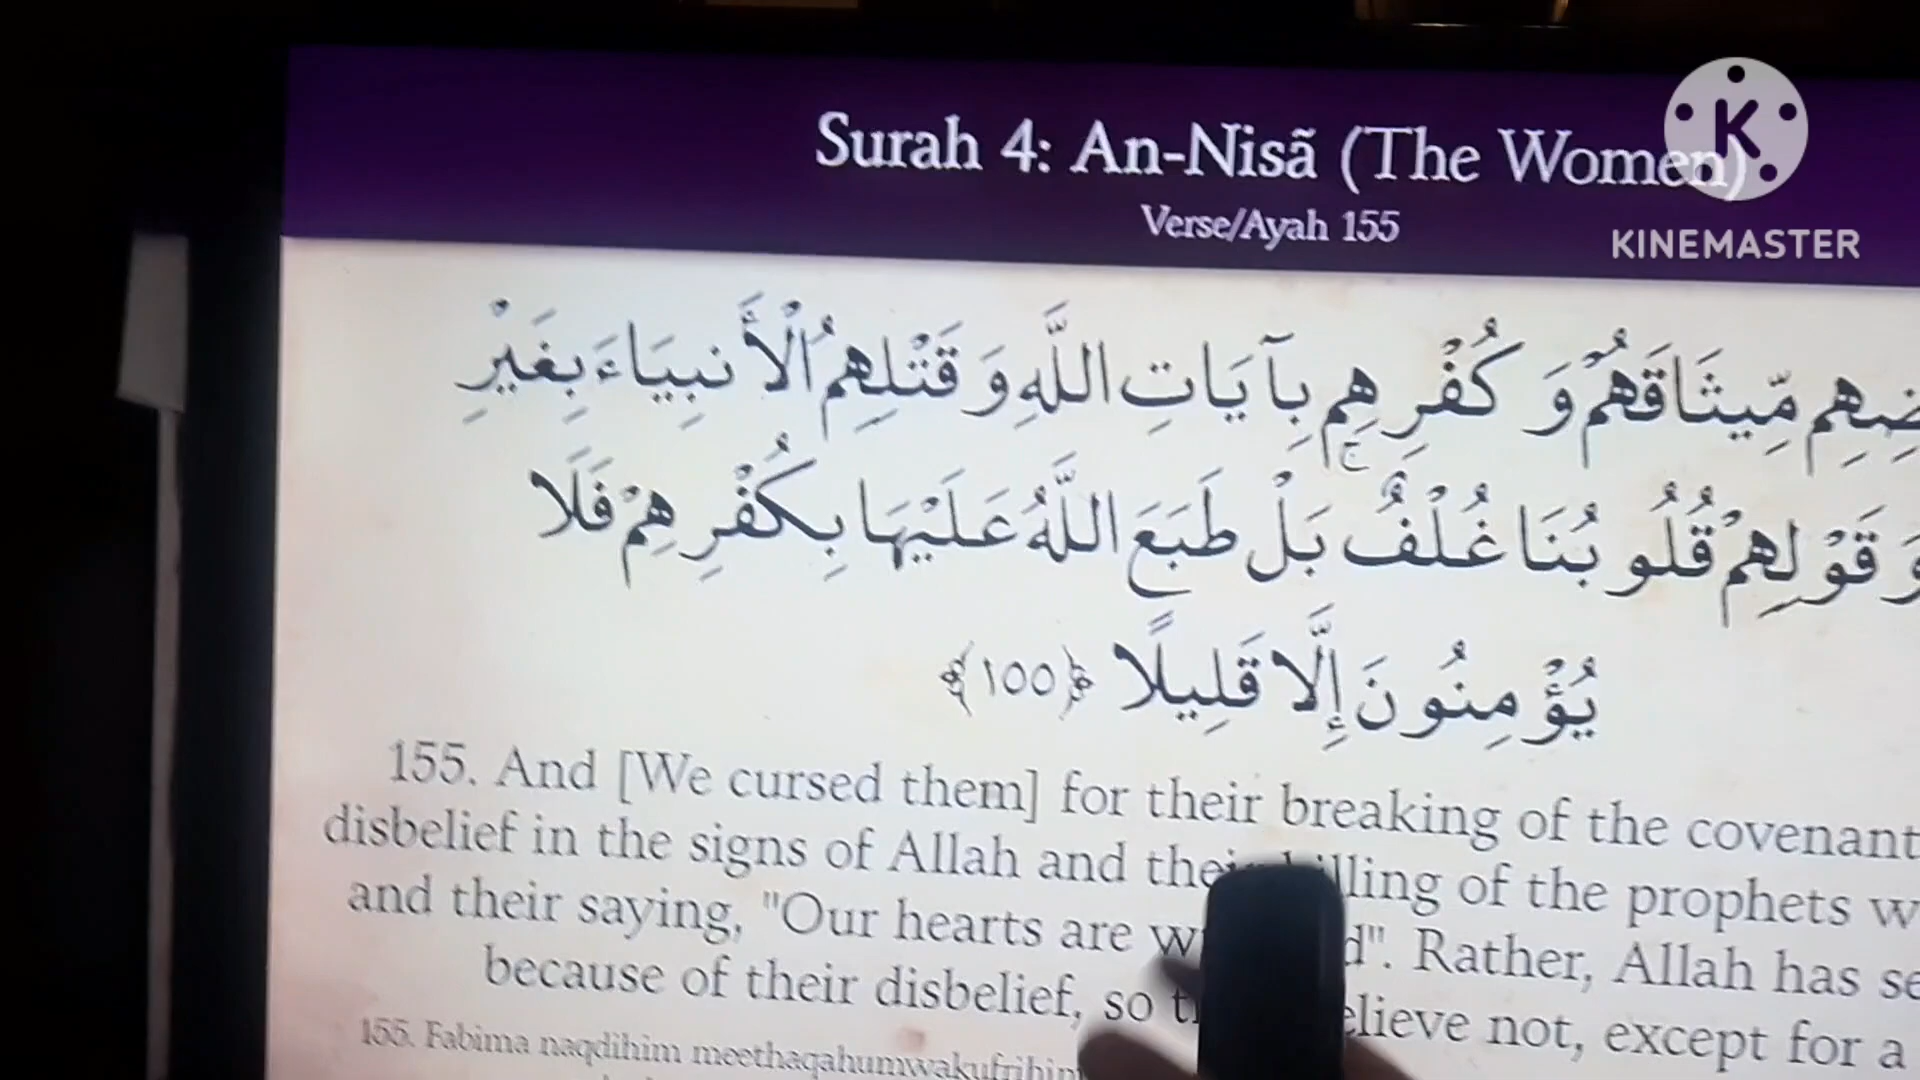 Surah 4: An-Nisã (The Women)
Verse/Ayah 155
KINEMASTER
مِّيثَاقَهُمْ وَكُفْرِهِم بِآيَاتِ اللَّهِ وَقَتْلِهِمُ الْأَنبِيَاءَ بِغَيْرِ
وَقَوْلِهِمْ قُلُوبُنَا غُلْفٌ ۚ بَلْ طَبَعَ اللَّهُ عَلَيْهَا بِكُفْرِهِمْ فَلَا
يُؤْمِنُونَ إِلَّا قَلِيلًا ﴿١٥٥﴾
155. And [We cursed them] for their breaking of the covenant
disbelief in the signs of Allah and their killing of the prophets
and their saying, "Our hearts are Rather, Allah has
because of their disbelief, so not, except for a
155. Fabima naqdihim meethaqahumwakufrihim